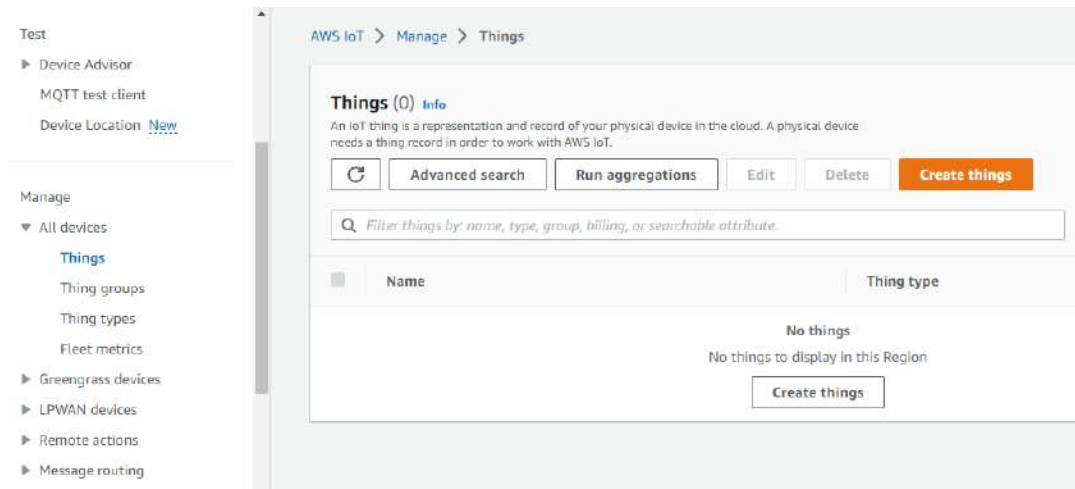 Test
Device Advisor
MQTT test client
Device Location New
Manage
All devices
Things
Thing groups
Thing types
Fleet metrics
Greengrass devices
LPWAN devices
Remote actions
Message routing
AWS IoT > Manage > Things
Things (0) Info
An IoT thing is a representation and record of your physical device in the cloud. A physical device
needs a thing record in order to work with AWS IoT.
Advanced search Run aggregations Edit Delete Create things
Filter things by: name, type, group, billing, or searchable attribute.
Name Thing type
No things
No things to display in this Region
Create things